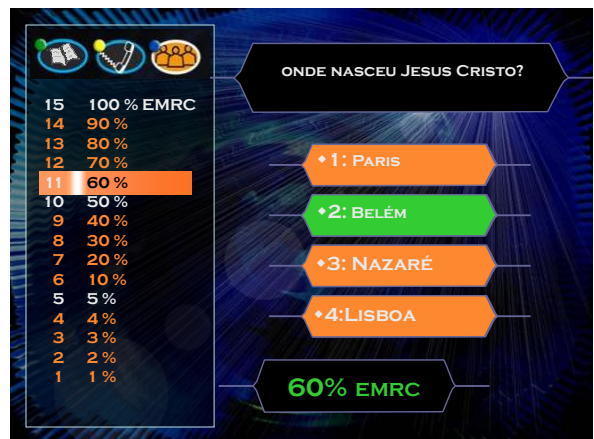 ONDE NASCEU JESUS CRISTO?
15 100 % EMRC
14 90 %
13 80 %
12 70 %
11 60 %
10 50 %
9 40 %
8 30 %
7 20 %
6 10 %
5 5 %
4 4 %
3 3 %
2 2 %
1 1 %
1: PARIS
2: BELÉM
3: NAZARÉ
4:LISBOA
60% EMRC